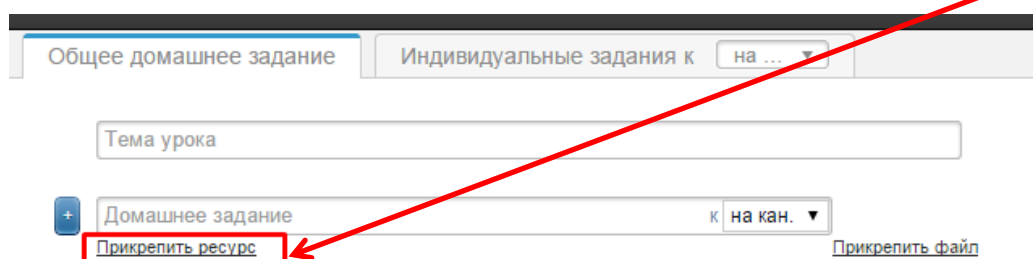 Общее домашнее задание Индивидуальные задания к на ...
Тема урока
+ Домашнее задание к на кан.
Прикрепить ресурс Прикрепить файл